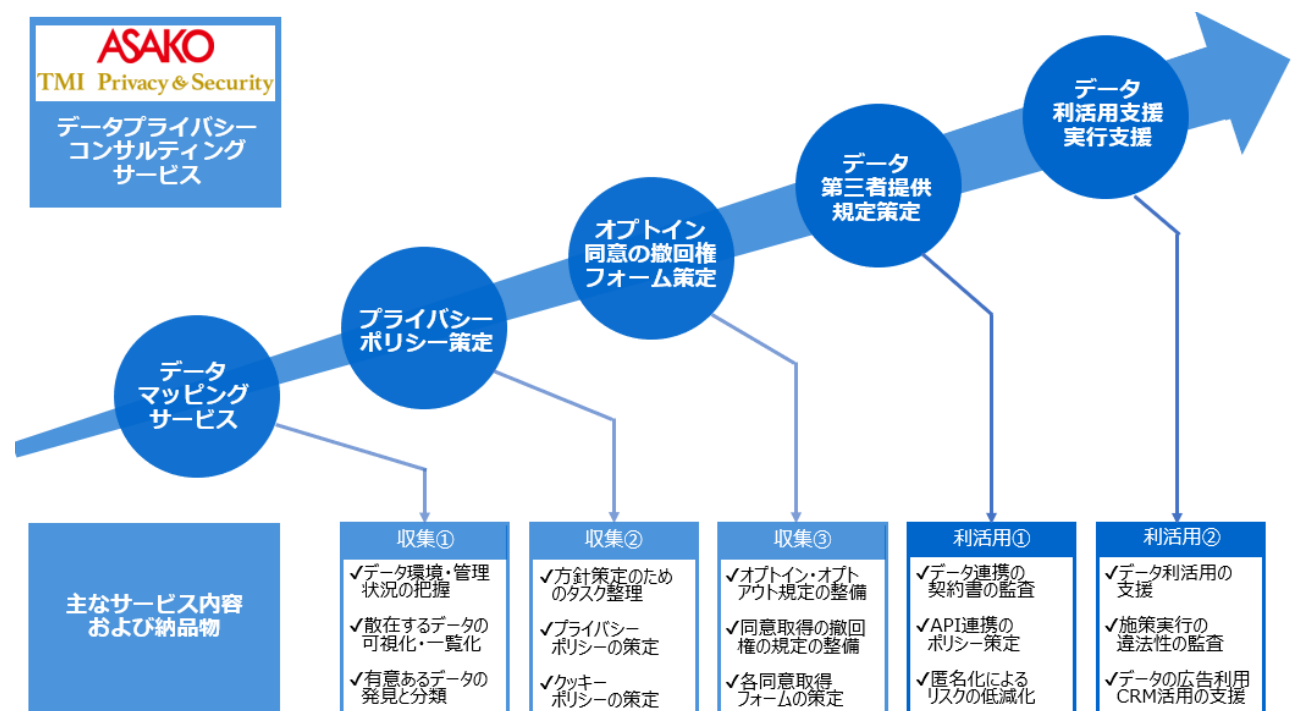 ASAKO
TMI Privacy & Security
データプライバシー
コンサルティング
サービス
データ
マッピング
サービス
プライバシー
ポリシー策定
オプトイン
同意の撤回権
フォーム策定
データ
第三者提供
規定策定
データ
利活用支援
実行支援
主なサービス内容
および納品物
収集①
✓データ環境・管理
状況の把握
✓散在するデータの
可視化・一覧化
✓有意あるデータの
発見と分類
収集②
✓方針策定のため
のタスク整理
✓プライバシー
ポリシーの策定
✓クッキー
ポリシーの策定
収集③
✓オプトイン・オプト
アウト規定の整備
✓同意取得の撤回
権の規定の整備
✓各同意取得
フォームの策定
利活用①
✓データ連携の
契約書の監査
✓API連携の
ポリシー策定
✓匿名化による
リスクの低減化
利活用②
✓データ利活用の
支援
✓施策実行の
違法性の監査
✓データの広告利用
CRM活用の支援